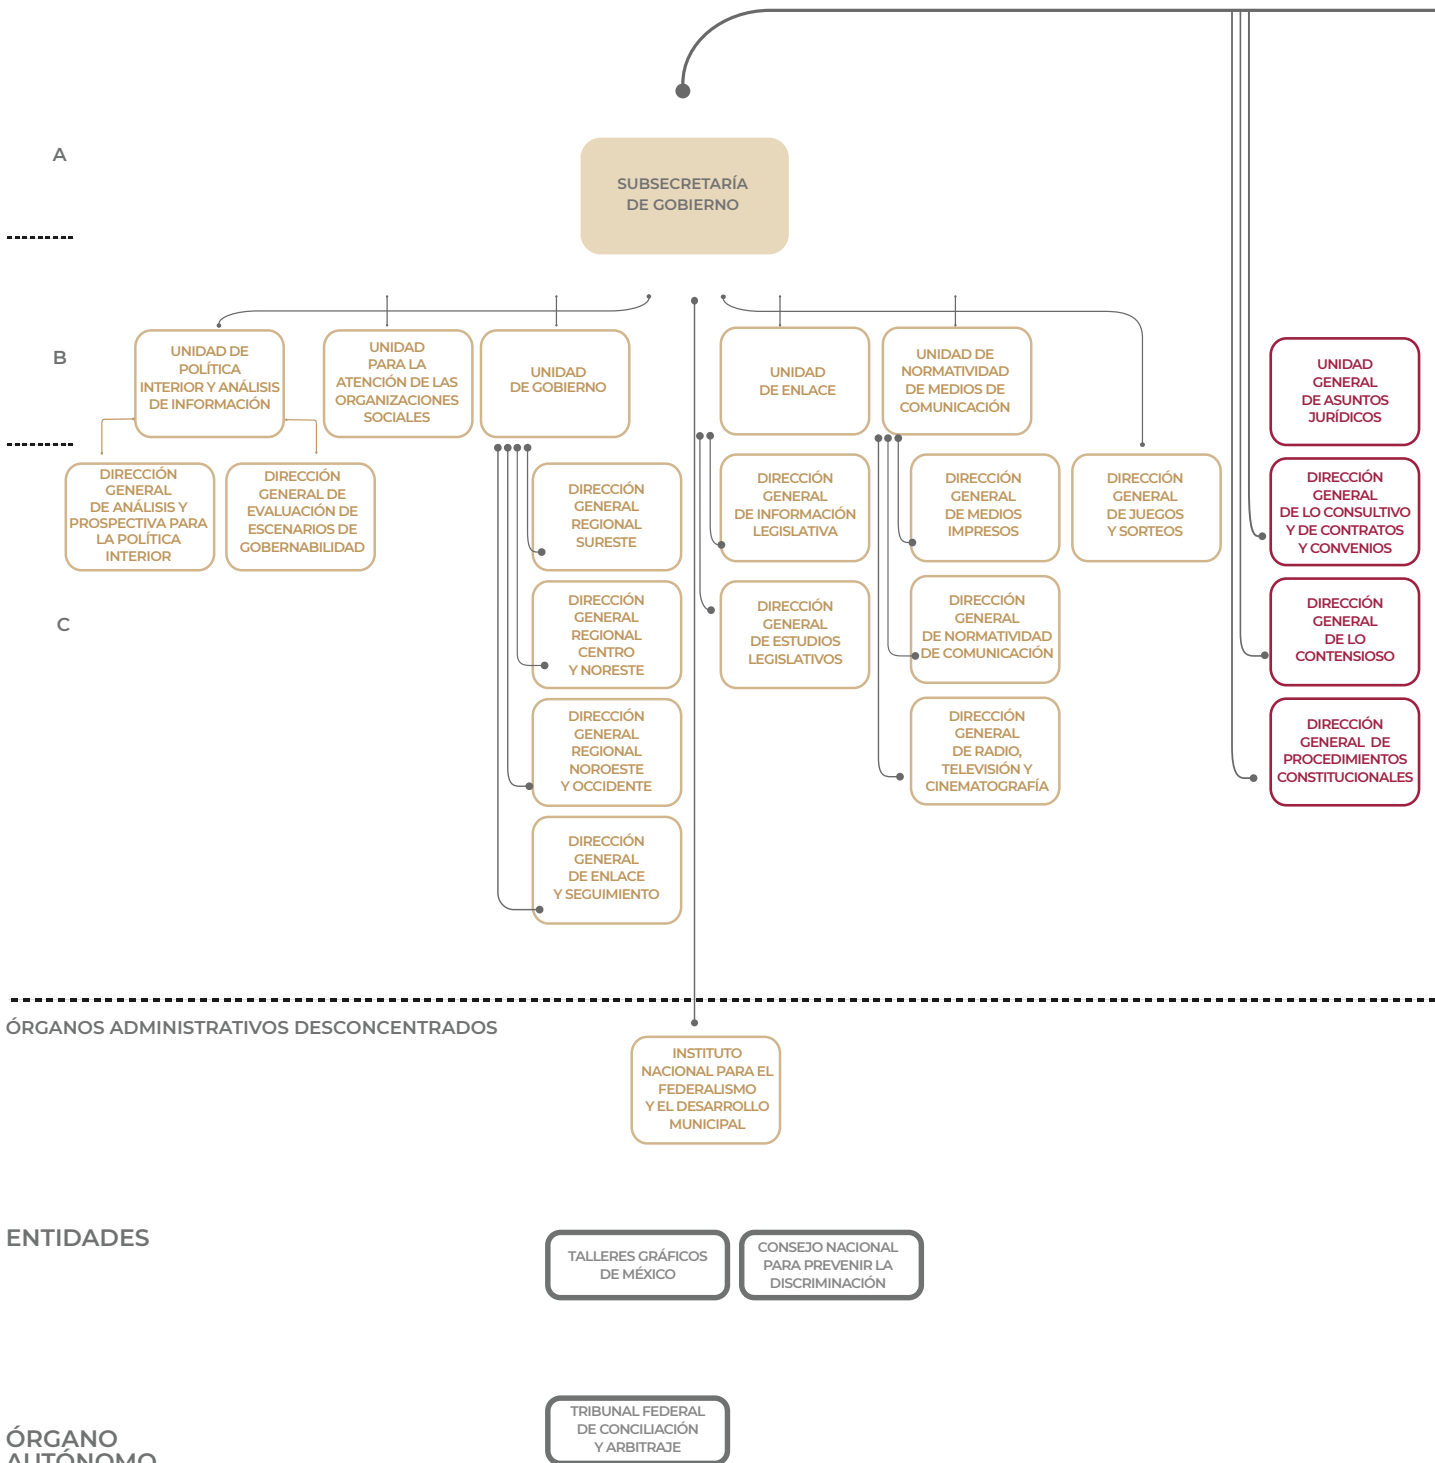 A
SUBSECRETARÍA
DE GOBIERNO
B
UNIDAD DE
POLÍTICA
INTERIOR Y ANÁLISIS
DE INFORMACIÓN
UNIDAD
PARA LA
ATENCIÓN DE LAS
ORGANIZACIONES
SOCIALES
UNIDAD
DE GOBIERNO
UNIDAD
DE ENLACE
UNIDAD DE
NORMATIVIDAD
DE MEDIOS DE
COMUNICACIÓN
UNIDAD
GENERAL
DE ASUNTOS
JURÍDICOS
C
DIRECCIÓN
GENERAL
DE ANÁLISIS Y
PROSPECTIVA PARA
LA POLÍTICA
INTERIOR
DIRECCIÓN
GENERAL DE
EVALUACIÓN DE
ESCENARIOS DE
GOBERNABILIDAD
DIRECCIÓN
GENERAL
REGIONAL
SURESTE
DIRECCIÓN
GENERAL
DE INFORMACIÓN
LEGISLATIVA
DIRECCIÓN
GENERAL
DE MEDIOS
IMPRESOS
DIRECCIÓN
GENERAL
DE JUEGOS
Y SORTEOS
DIRECCIÓN
GENERAL
DE LO CONSULTIVO
Y DE CONTRATOS
Y CONVENIOS
DIRECCIÓN
GENERAL
REGIONAL
CENTRO
Y NORESTE
DIRECCIÓN
GENERAL
DE ESTUDIOS
LEGISLATIVOS
DIRECCIÓN
GENERAL
DE NORMATIVIDAD
DE COMUNICACIÓN
DIRECCIÓN
GENERAL
DE LO
CONTENSIOSO
DIRECCIÓN
GENERAL
REGIONAL
NOROESTE
Y OCCIDENTE
DIRECCIÓN
GENERAL
DE RADIO,
TELEVISIÓN Y
CINEMATOGRAFÍA
DIRECCIÓN
GENERAL DE
PROCEDIMIENTOS
CONSTITUCIONALES
DIRECCIÓN
GENERAL
DE ENLACE
Y SEGUIMIENTO
ÓRGANOS ADMINISTRATIVOS DESCONCENTRADOS
INSTITUTO
NACIONAL PARA EL
FEDERALISMO
Y EL DESARROLLO
MUNICIPAL
ENTIDADES
TALLERES GRÁFICOS
DE MÉXICO
CONSEJO NACIONAL
PARA PREVENIR LA
DISCRIMINACIÓN
ÓRGANO
AUTÓNOMO
TRIBUNAL FEDERAL
DE CONCILIACIÓN
Y ARBITRAJE